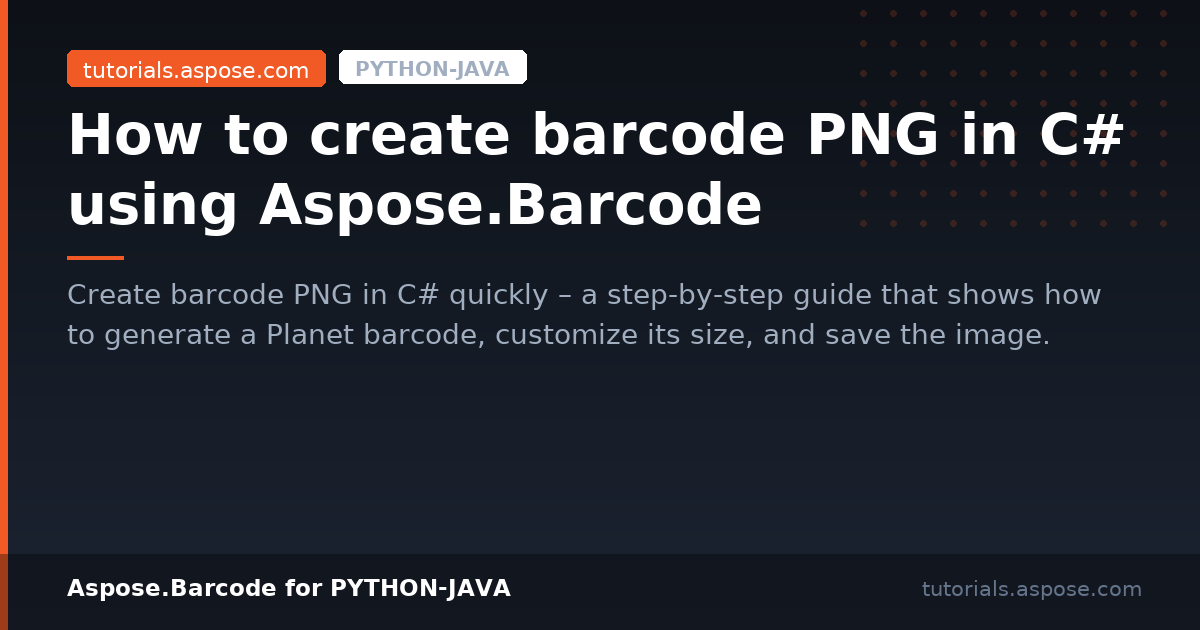 tutorials.aspose.com
PYTHON-JAVA
How to create barcode PNG in C#
using Aspose.Barcode
Create barcode PNG in C# quickly – a step-by-step guide that shows how
to generate a Planet barcode, customize its size, and save the image.
Aspose.Barcode for PYTHON-JAVA
tutorials.aspose.com